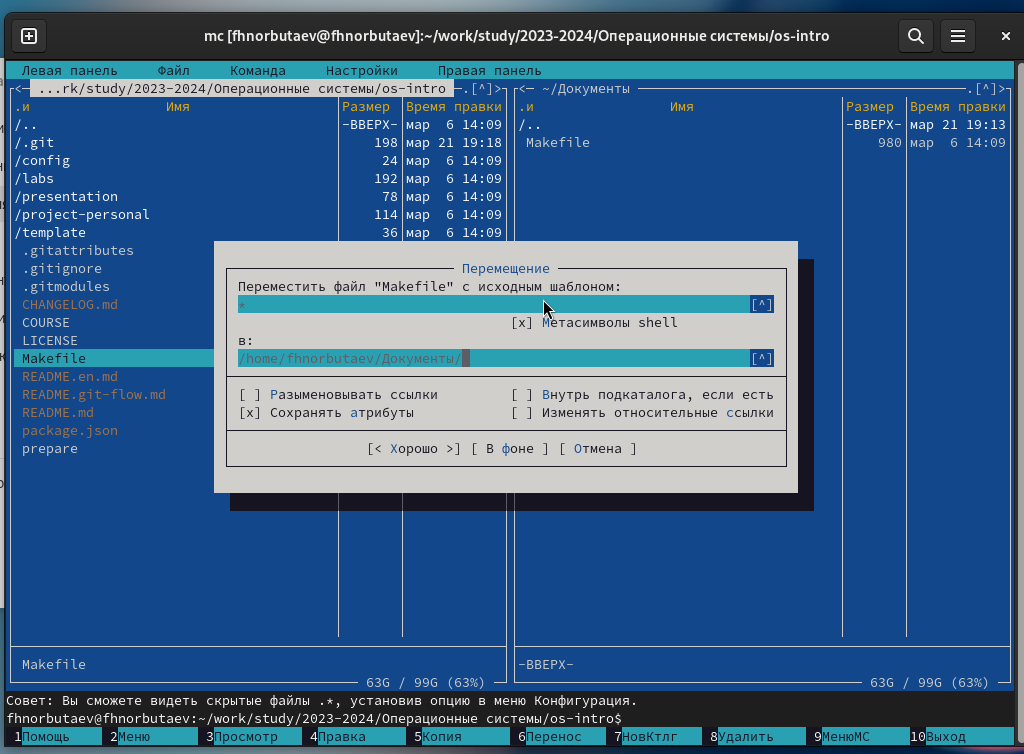 mc [fhnorbutaev@fhnorbutaev]:~/work/study/2023-2024/Операционные системы/os-intro
Левая панель Файл Команда Настройки Правая панель
<─ ...rk/study/2023-2024/Операционные системы/os-intro ─.[^]>
.и Имя Размер Время правки
/.. -ВВЕРХ- мар 6 14:09
/.git 198 мар 21 19:18
/config 24 мар 6 14:09
/labs 192 мар 6 14:09
/presentation 78 мар 6 14:09
/project-personal 114 мар 6 14:09
/template 36 мар 6 14:09
.gitattributes
.gitignore
.gitmodules
CHANGELOG.md
COURSE
LICENSE
Makefile
README.en.md
README.git-flow.md
README.md
package.json
prepare
Makefile
63G / 99G (63%)
<─ ~/Документы ─.[^]>
.и Имя Размер Время правки
/.. -ВВЕРХ- мар 21 19:13
Makefile 980 мар 6 14:09
-ВВЕРХ-
63G / 99G (63%)
Перемещение
Переместить файл "Makefile" с исходным шаблоном:
* [^]
[x] Метасимволы shell
в:
/home/fhnorbutaev/Документы/ [^]
[ ] Разыменовывать ссылки [ ] Внутрь подкаталога, если есть
[x] Сохранять атрибуты [ ] Изменять относительные ссылки
[< Хорошо >] [ В фоне ] [ Отмена ]
Совет: Вы сможете видеть скрытые файлы .*, установив опцию в меню Конфигурация.
fhnorbutaev@fhnorbutaev:~/work/study/2023-2024/Операционные системы/os-intro$
1Помощь 2Меню 3Просмотр 4Правка 5Копия 6Перенос 7НовКтлг 8Удалить 9МенюМС 10Выход